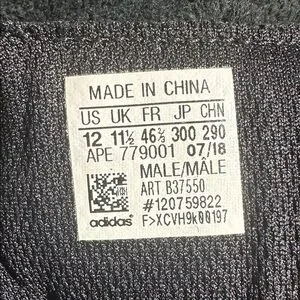 MADE IN CHINA
US UK FR JP CHN
12 11½ 46⅔ 300 290
APE 779001 07/18
MALE/MÂLE
ART B37550
#120759822
adidas F>XCVH9k00197